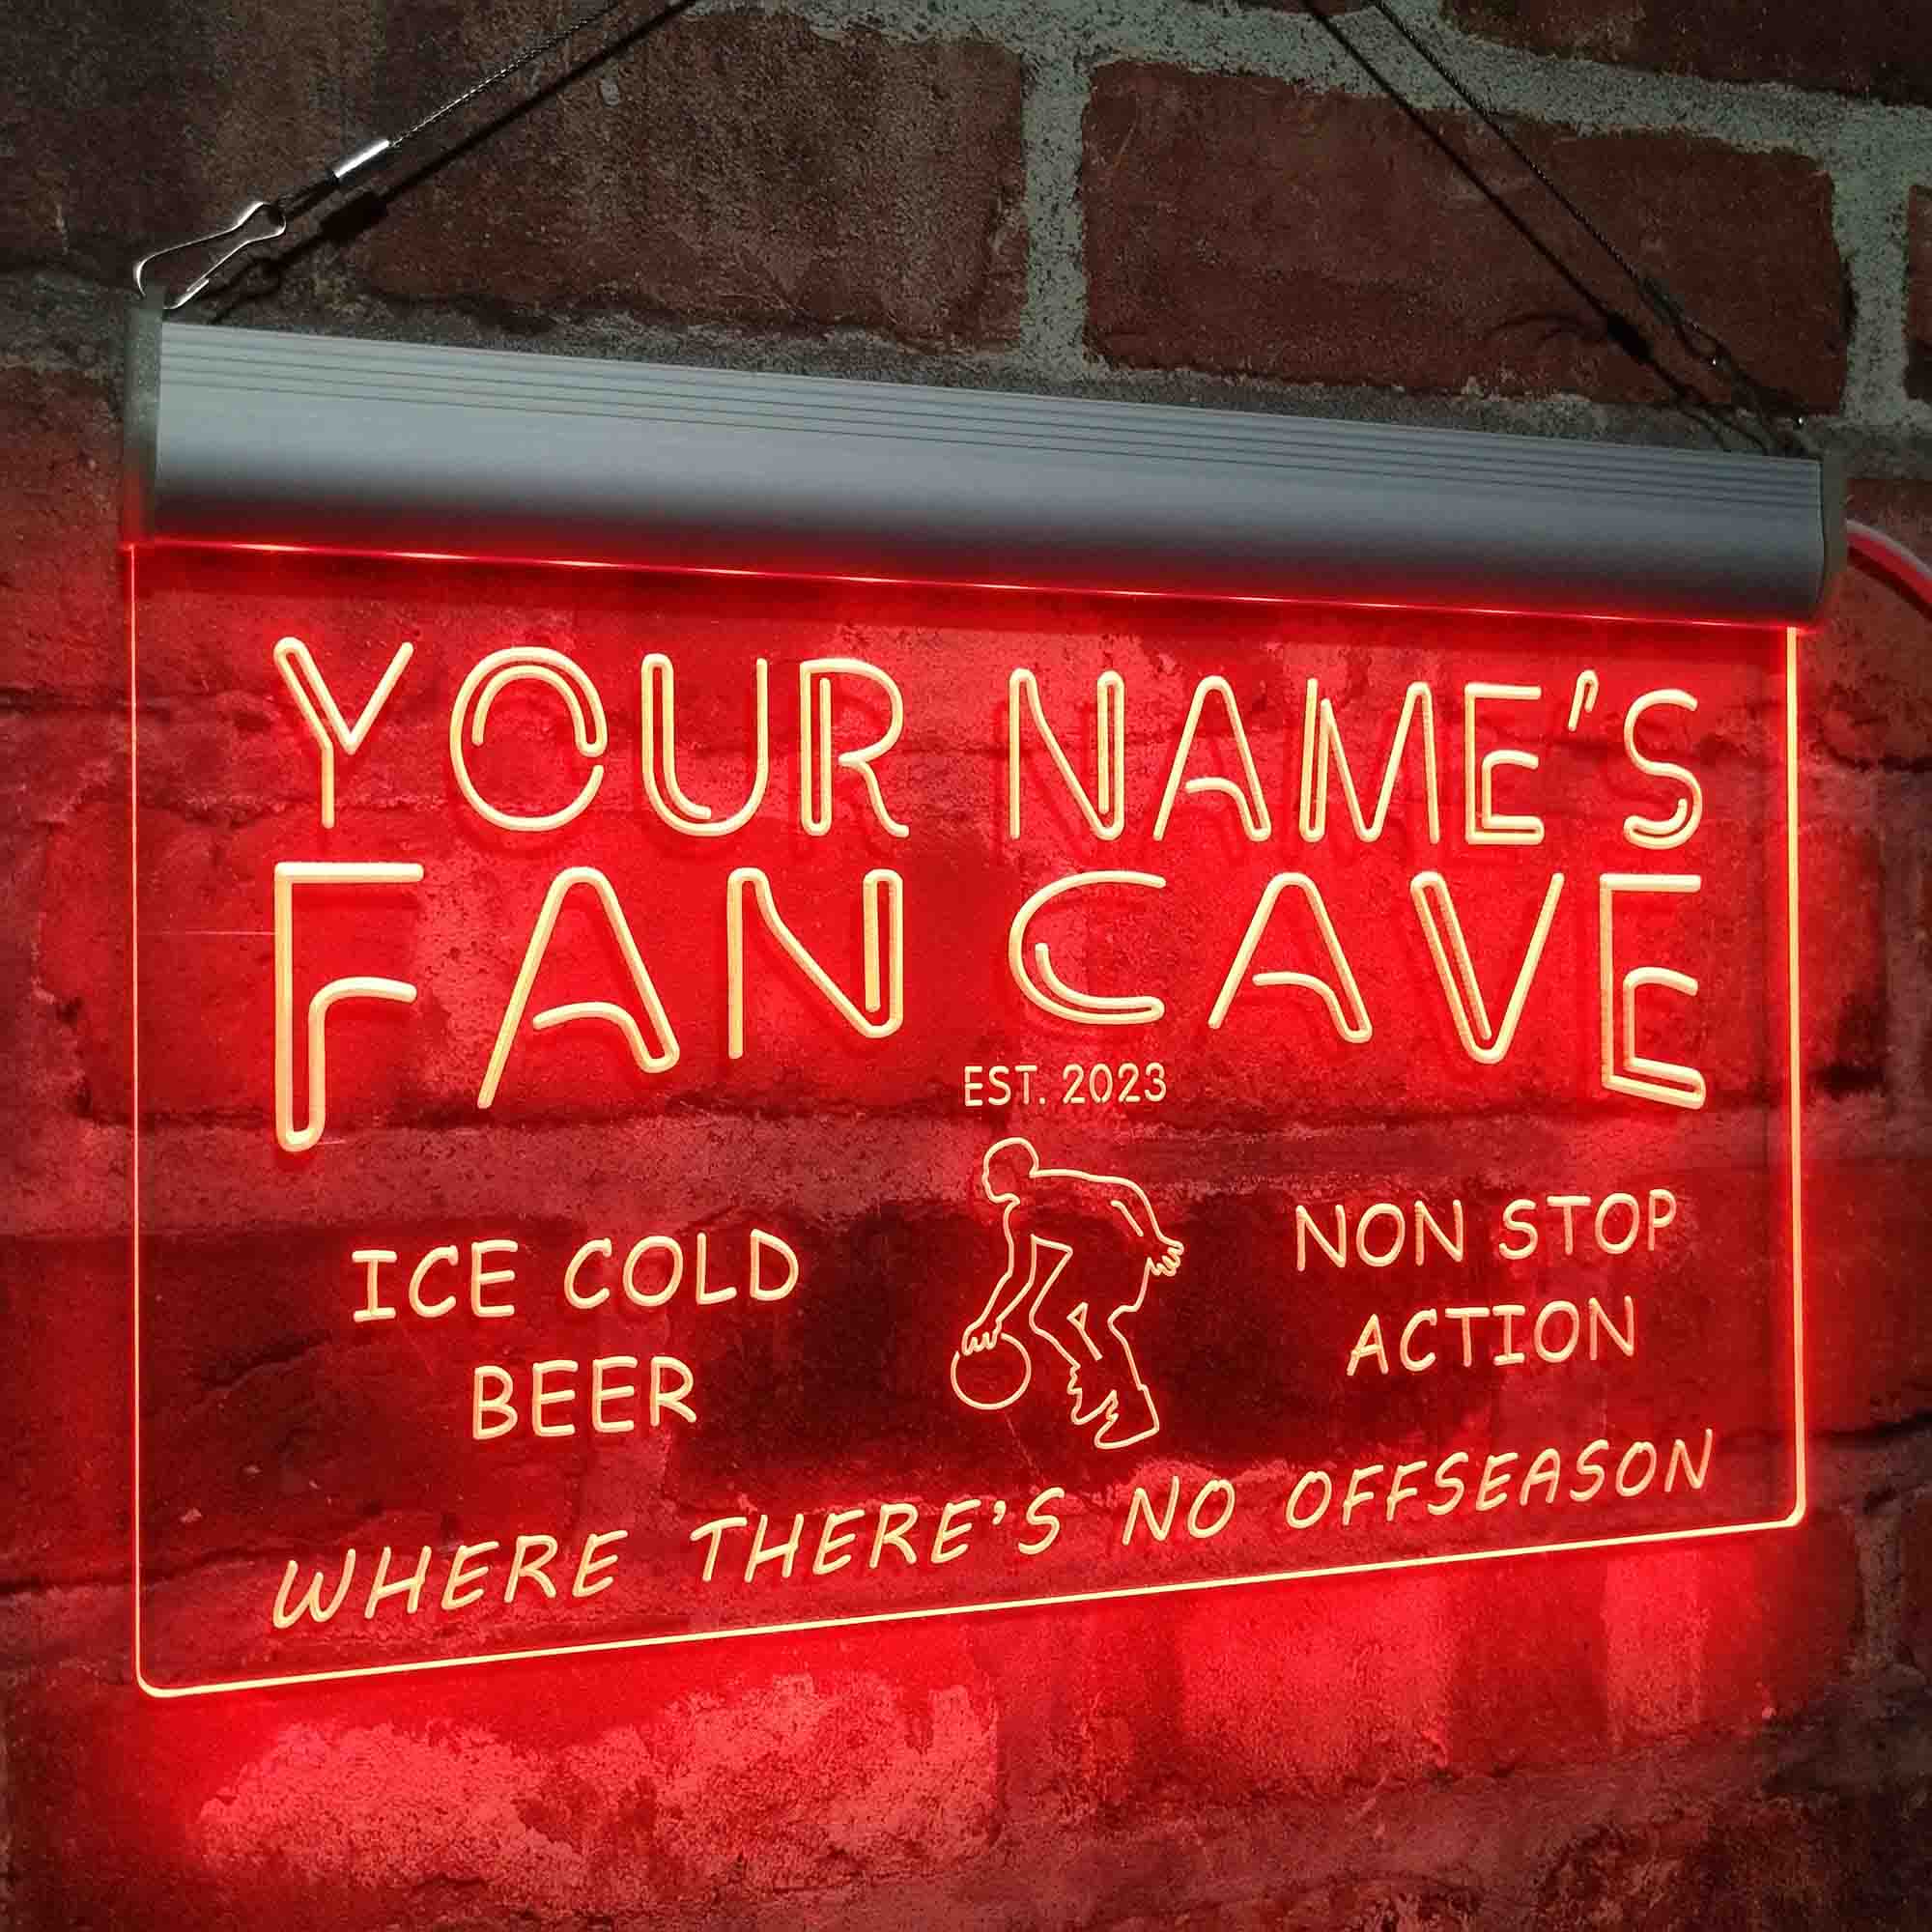 YOUR NAME'S
FAN CAVE
EST. 2023
ICE COLD
BEER
NON STOP
ACTION
WHERE THERE'S NO OFFSEASON